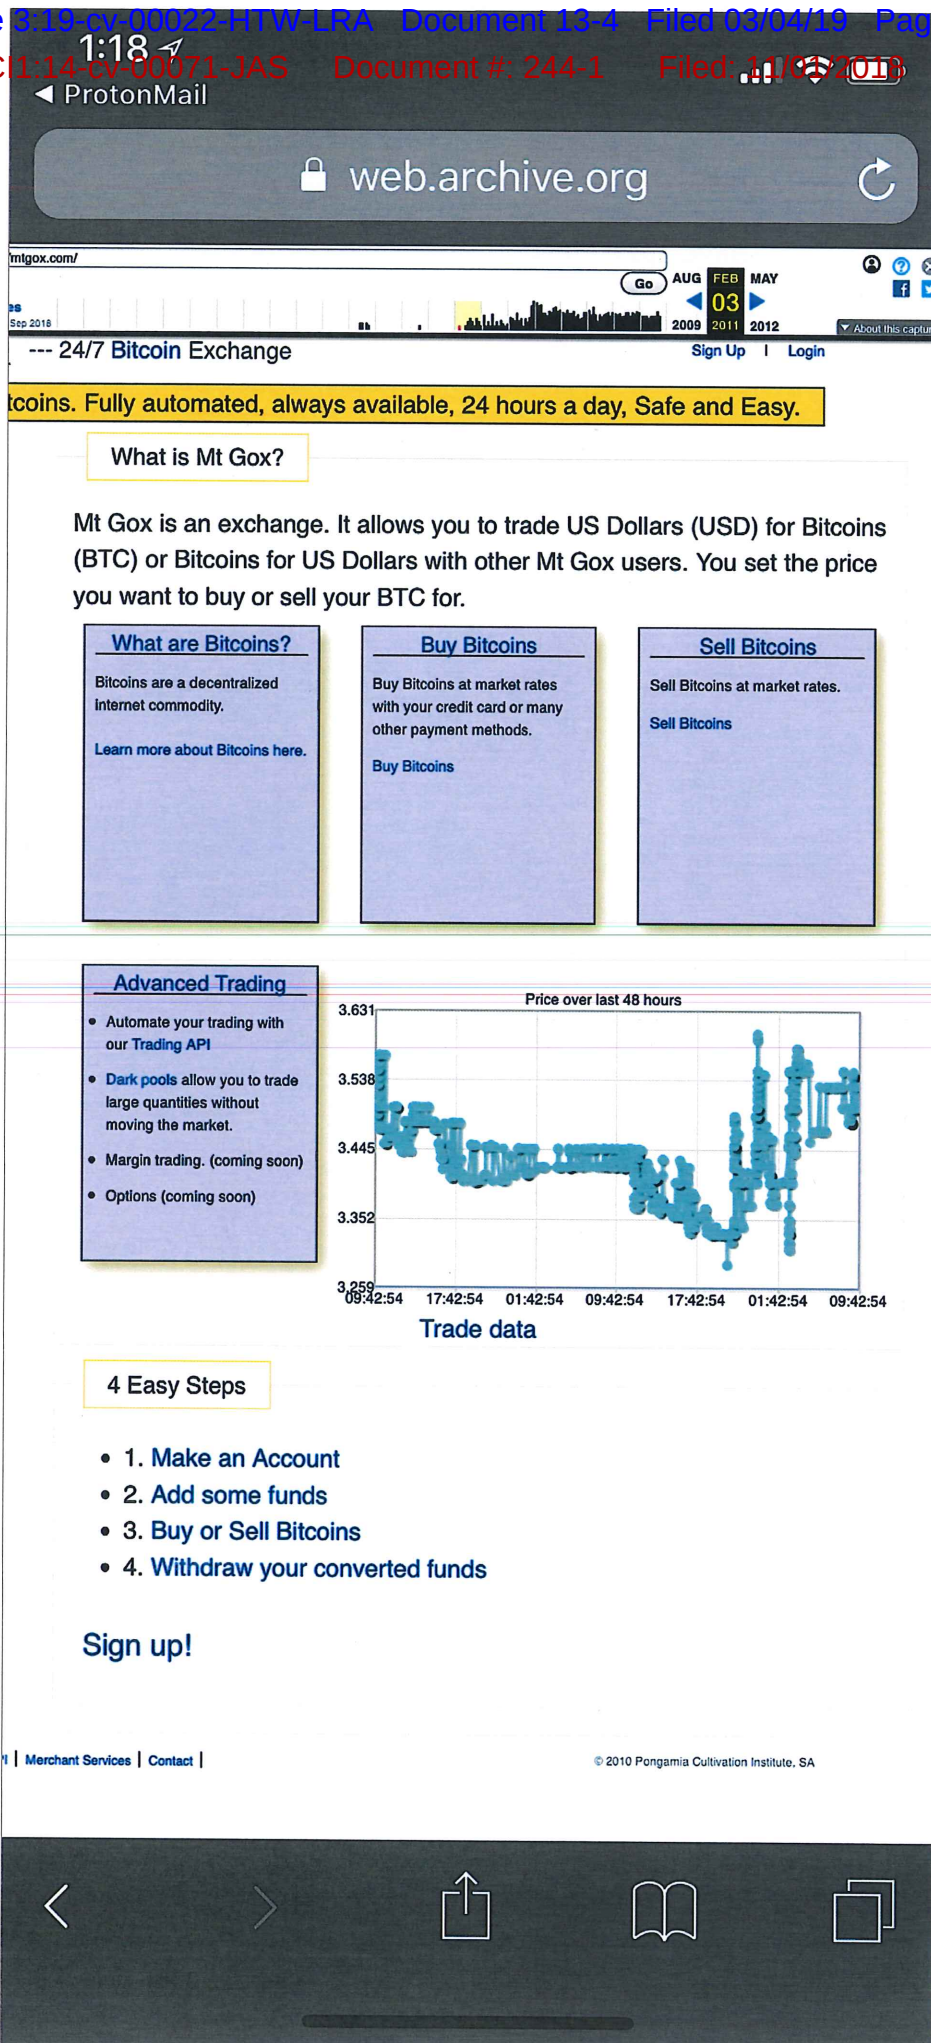 3:19-cv-00022-HTW-LRA Document 13-4 Filed 03/04/19 Pag
1:18
1:14-cv-00071-JAS Document #: 244-1 Filed: 11/01/2018
ProtonMail
web.archive.org
mtgox.com/
Go
AUG FEB MAY
03
Sep 2018
2009 2011 2012
About this captur
--- 24/7 Bitcoin Exchange
Sign Up | Login
tcoins. Fully automated, always available, 24 hours a day, Safe and Easy.
What is Mt Gox?
Mt Gox is an exchange. It allows you to trade US Dollars (USD) for Bitcoins
(BTC) or Bitcoins for US Dollars with other Mt Gox users. You set the price
you want to buy or sell your BTC for.
What are Bitcoins?
Bitcoins are a decentralized
internet commodity.
Learn more about Bitcoins here.
Buy Bitcoins
Buy Bitcoins at market rates
with your credit card or many
other payment methods.
Buy Bitcoins
Sell Bitcoins
Sell Bitcoins at market rates.
Sell Bitcoins
Advanced Trading
• Automate your trading with
our Trading API
• Dark pools allow you to trade
large quantities without
moving the market.
• Margin trading. (coming soon)
• Options (coming soon)
Price over last 48 hours
3.631
3.538
3.445
3.352
3.259
09:42:54 17:42:54 01:42:54 09:42:54 17:42:54 01:42:54 09:42:54
Trade data
4 Easy Steps
• 1. Make an Account
• 2. Add some funds
• 3. Buy or Sell Bitcoins
• 4. Withdraw your converted funds
Sign up!
| Merchant Services | Contact |
© 2010 Pongamia Cultivation Institute, SA